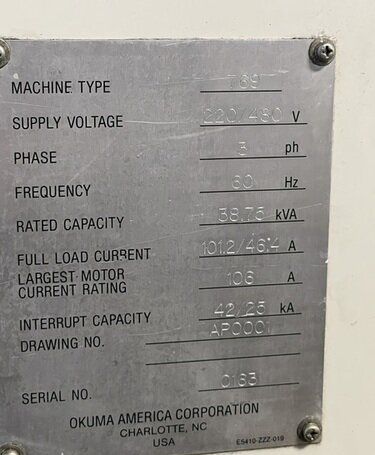 MACHINE TYPE 769
SUPPLY VOLTAGE 220/480 V
PHASE 3 ph
FREQUENCY 60 Hz
RATED CAPACITY 38.75 kVA
FULL LOAD CURRENT 101.2/46.4 A
LARGEST MOTOR
CURRENT RATING 106 A
INTERRUPT CAPACITY 42/25 kA
DRAWING NO. AP0001
SERIAL NO. 0183
OKUMA AMERICA CORPORATION
CHARLOTTE, NC
USA E5410-ZZZ-019